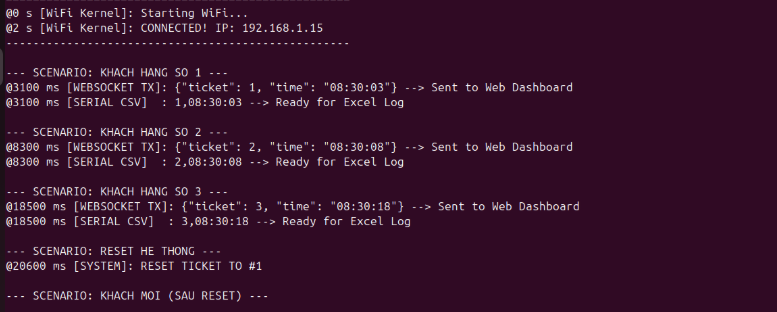 --------------------------------------------------
@0 s [WiFi Kernel]: Starting WiFi...
@2 s [WiFi Kernel]: CONNECTED! IP: 192.168.1.15
--------------------------------------------------
--- SCENARIO: KHACH HANG SO 1 ---
@3100 ms [WEBSOCKET TX]: {"ticket": 1, "time": "08:30:03"} --> Sent to Web Dashboard
@3100 ms [SERIAL CSV]  : 1,08:30:03 --> Ready for Excel Log
--- SCENARIO: KHACH HANG SO 2 ---
@8300 ms [WEBSOCKET TX]: {"ticket": 2, "time": "08:30:08"} --> Sent to Web Dashboard
@8300 ms [SERIAL CSV]  : 2,08:30:08 --> Ready for Excel Log
--- SCENARIO: KHACH HANG SO 3 ---
@18500 ms [WEBSOCKET TX]: {"ticket": 3, "time": "08:30:18"} --> Sent to Web Dashboard
@18500 ms [SERIAL CSV]  : 3,08:30:18 --> Ready for Excel Log
--- SCENARIO: RESET HE THONG ---
@20600 ms [SYSTEM]: RESET TICKET TO #1
--- SCENARIO: KHACH MOI (SAU RESET) ---